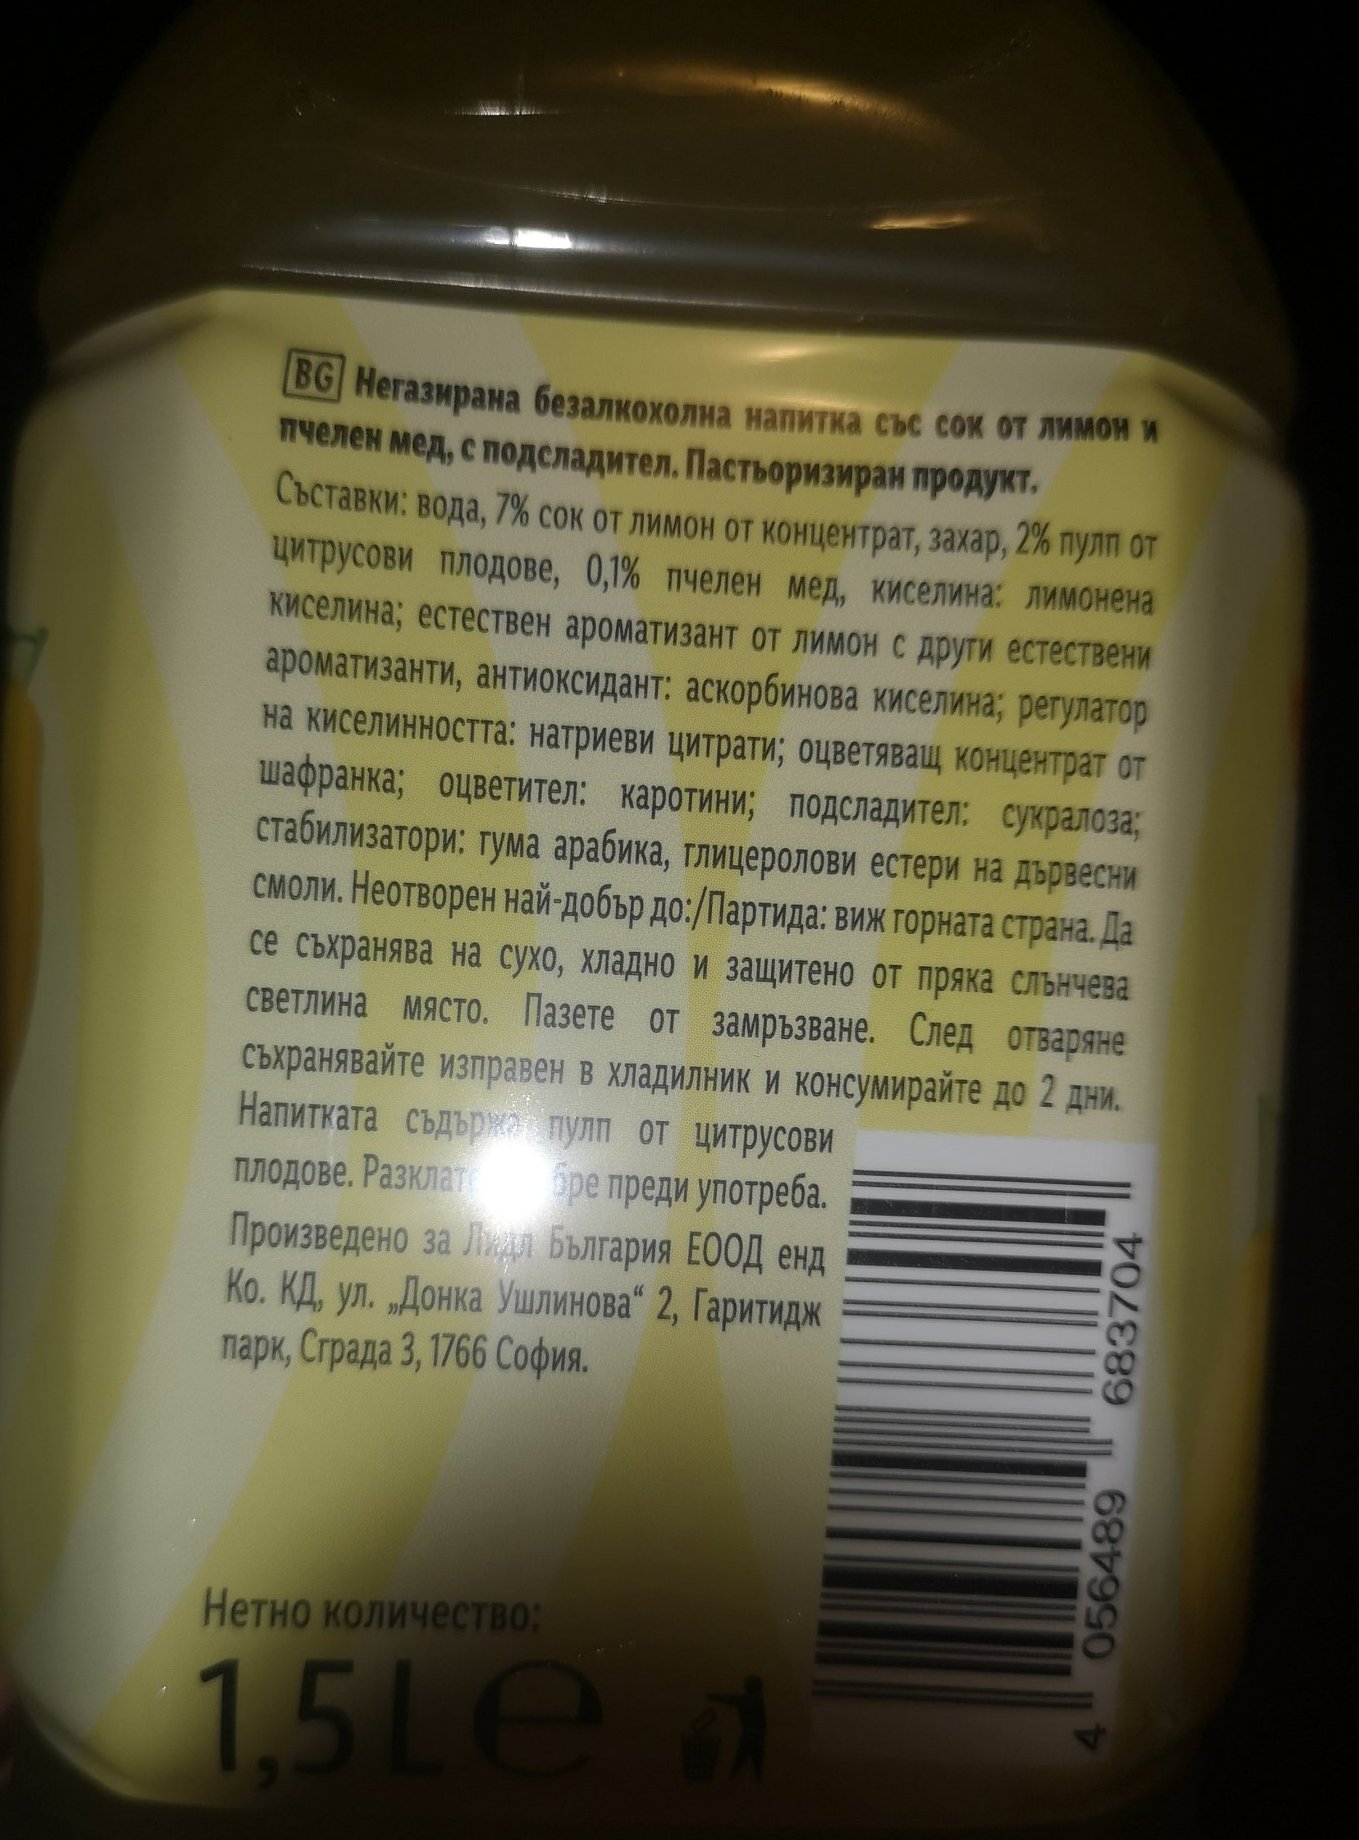 BG Негазирана безалкохолна напитка със сок от лимон и
пчелен мед, с подсладител. Пастьоризиран продукт.
Съставки: вода, 7% сок от лимон от концентрат, захар, 2% пулп от
цитрусови плодове, 0,1% пчелен мед, киселина: лимонена
киселина; естествен ароматизант от лимон с други естествени
ароматизанти, антиоксидант: аскорбинова киселина; регулатор
на киселинността: натриеви цитрати; оцветяващ концентрат от
шафранка; оцветител: каротини; подсладител: сукралоза;
стабилизатори: гума арабика, глицеролови естери на дървесни
смоли. Неотворен най-добър до:/Партида: виж горната страна. Да
се съхранява на сухо, хладно и защитено от пряка слънчева
светлина място. Пазете от замръзване. След отваряне
съхранявайте изправен в хладилник и консумирайте до 2 дни.
Напитката съдържа пулп от цитрусови
плодове. преди употреба.
Произведено за Лидл България ЕООД енд
Ко. КД, ул. „Донка Ушлинова“ 2, Гаритидж
парк, Сграда 3, 1766 София.
4 056489 683704
Нетно количество:
1,5 L e